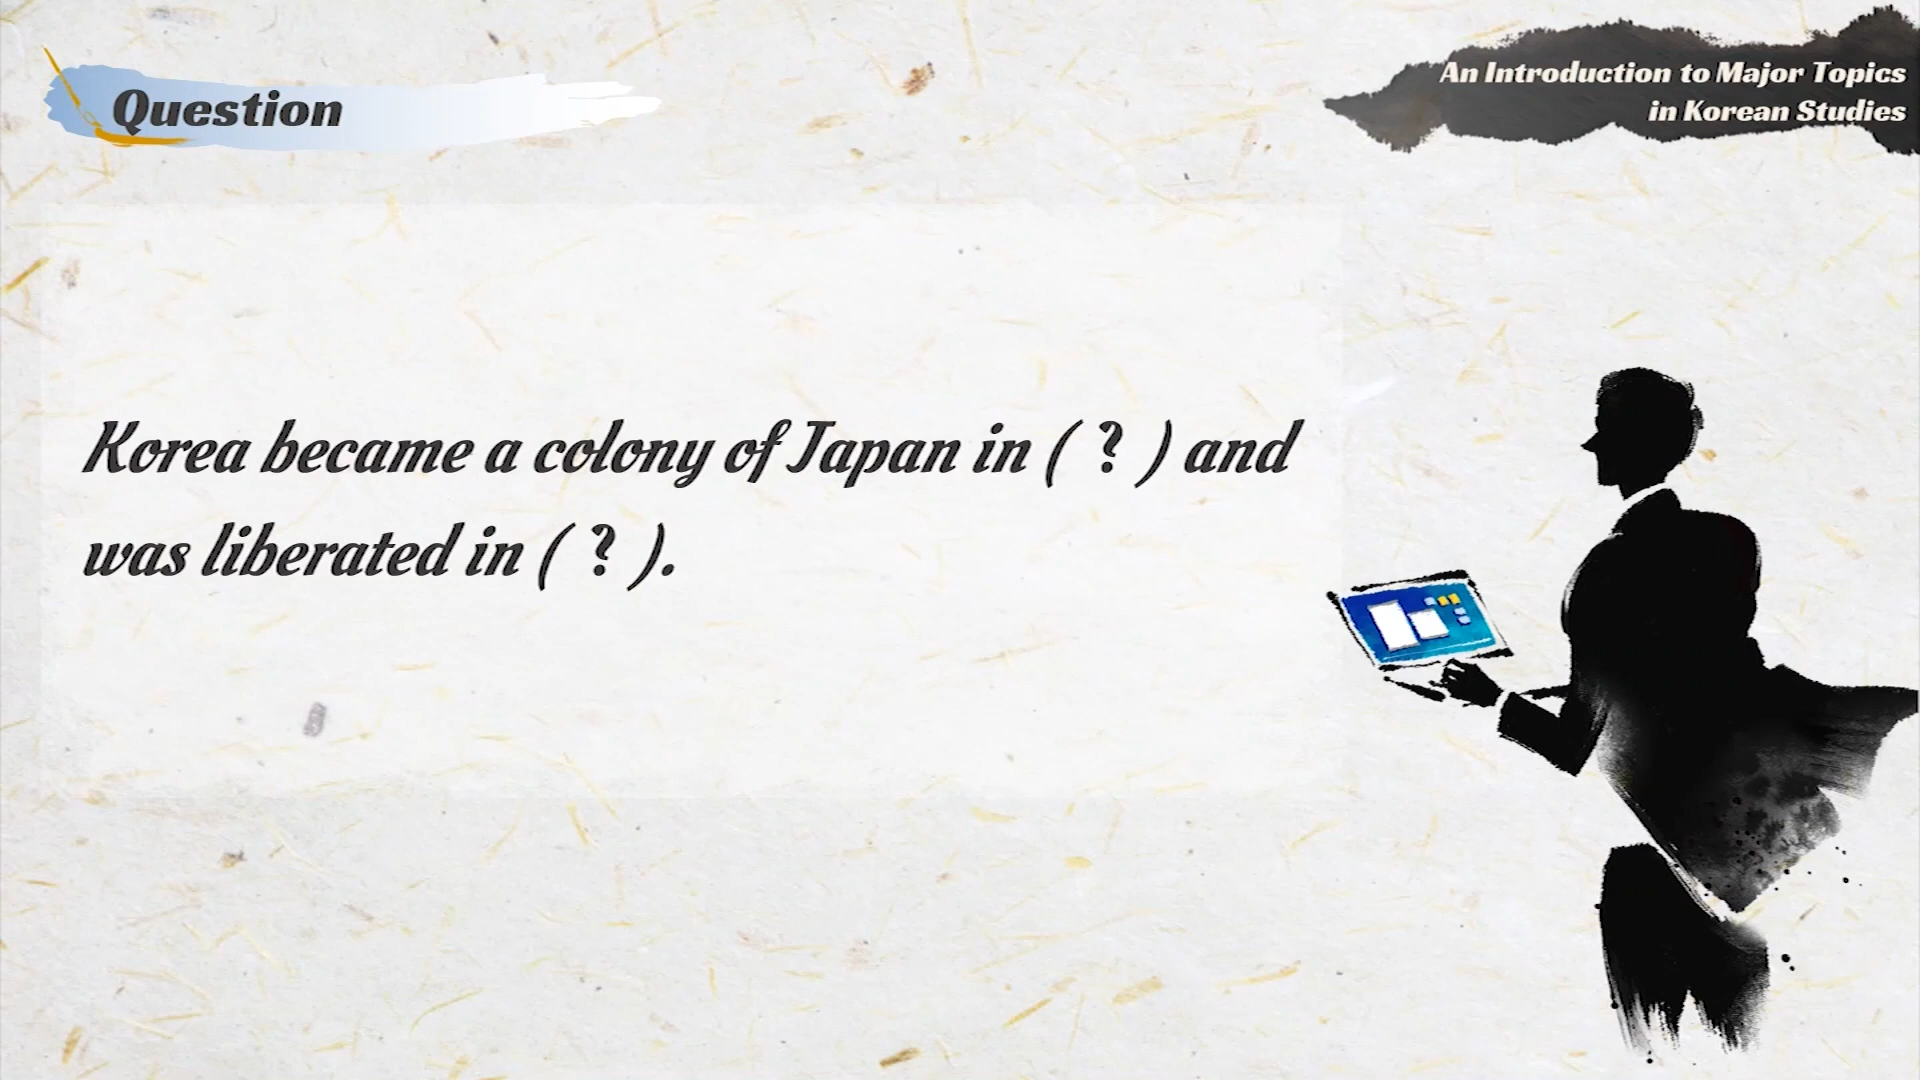 Question
An Introduction to Major Topics
in Korean Studies
Korea became a colony of Japan in ( ? ) and
was liberated in ( ? ).